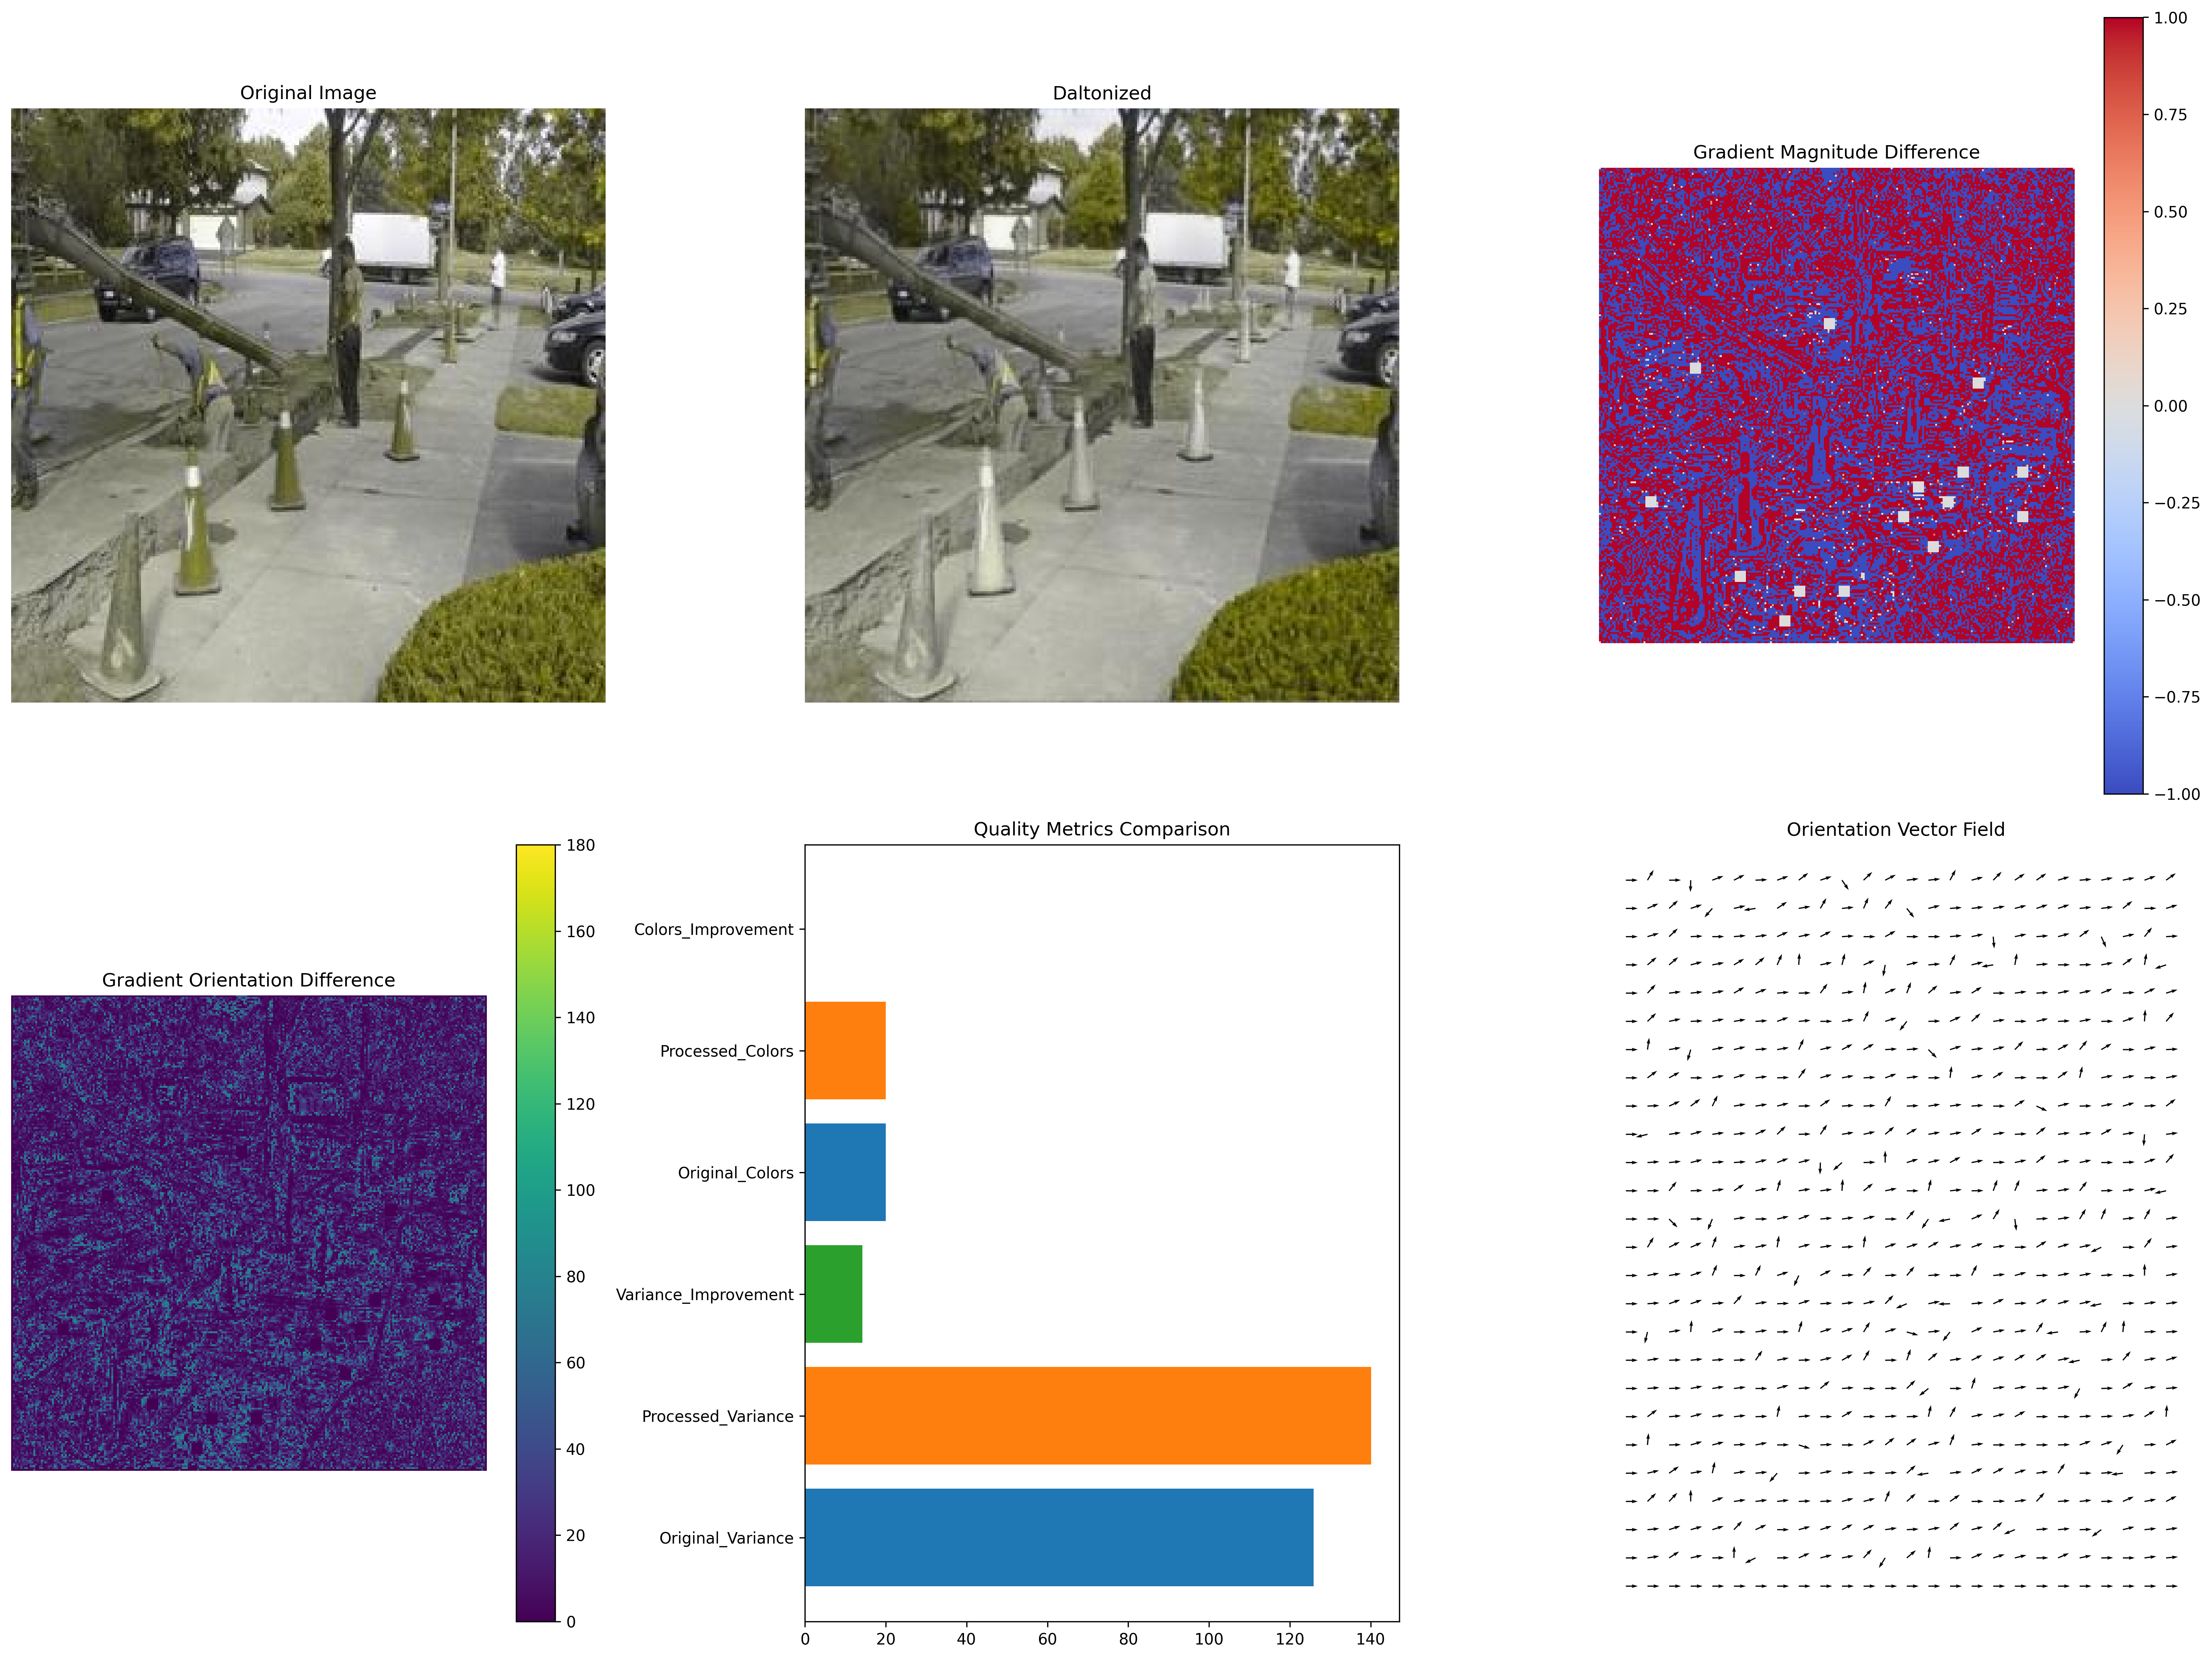 Original Image
Daltonized
Gradient Magnitude Difference
1.00
0.75
0.50
0.25
0.00
−0.25
−0.50
−0.75
−1.00
Gradient Orientation Difference
180
160
140
120
100
80
60
40
20
0
Quality Metrics Comparison
Colors_Improvement
Processed_Colors
Original_Colors
Variance_Improvement
Processed_Variance
Original_Variance
0 20 40 60 80 100 120 140
Orientation Vector Field